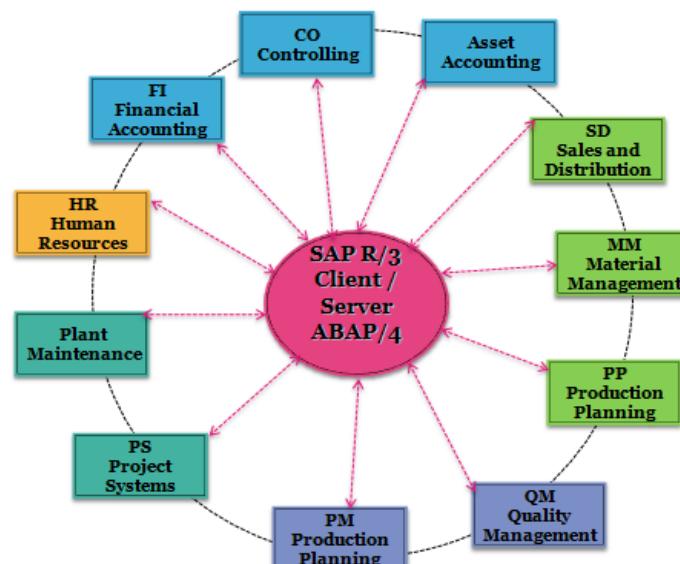 CO
Controlling
Asset
Accounting
FI
Financial
Accounting
SD
Sales and
Distribution
HR
Human
Resources
SAP R/3
Client /
Server
ABAP/4
MM
Material
Management
Plant
Maintenance
PP
Production
Planning
PS
Project
Systems
QM
Quality
Management
PM
Production
Planning